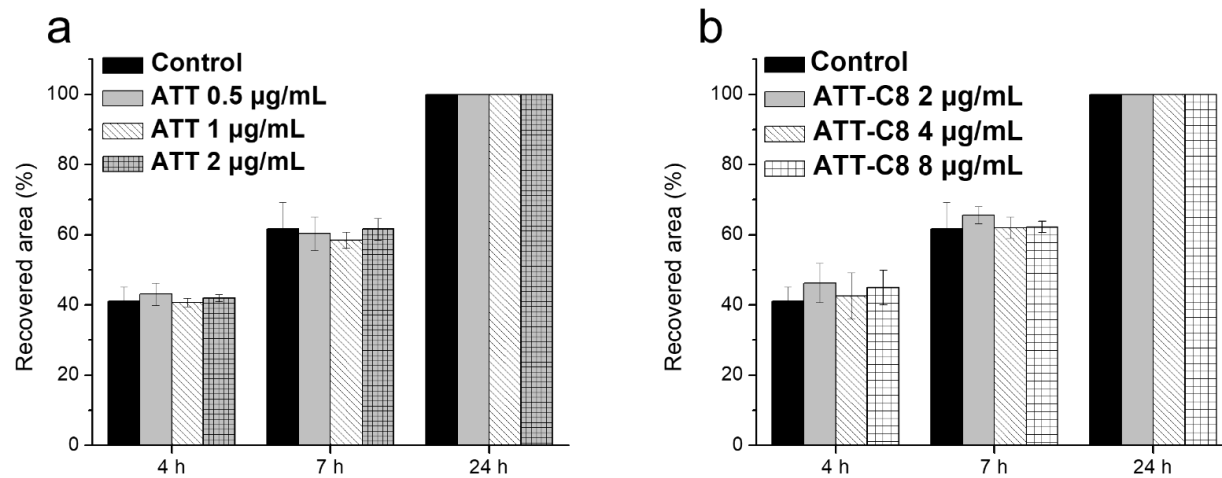 a
Control
ATT 0.5 µg/mL
ATT 1 µg/mL
ATT 2 µg/mL
Recovered area (%)
100
80
60
40
20
0
4 h
7 h
24 h
b
Control
ATT-C8 2 µg/mL
ATT-C8 4 µg/mL
ATT-C8 8 µg/mL
Recovered area (%)
100
80
60
40
20
0
4 h
7 h
24 h